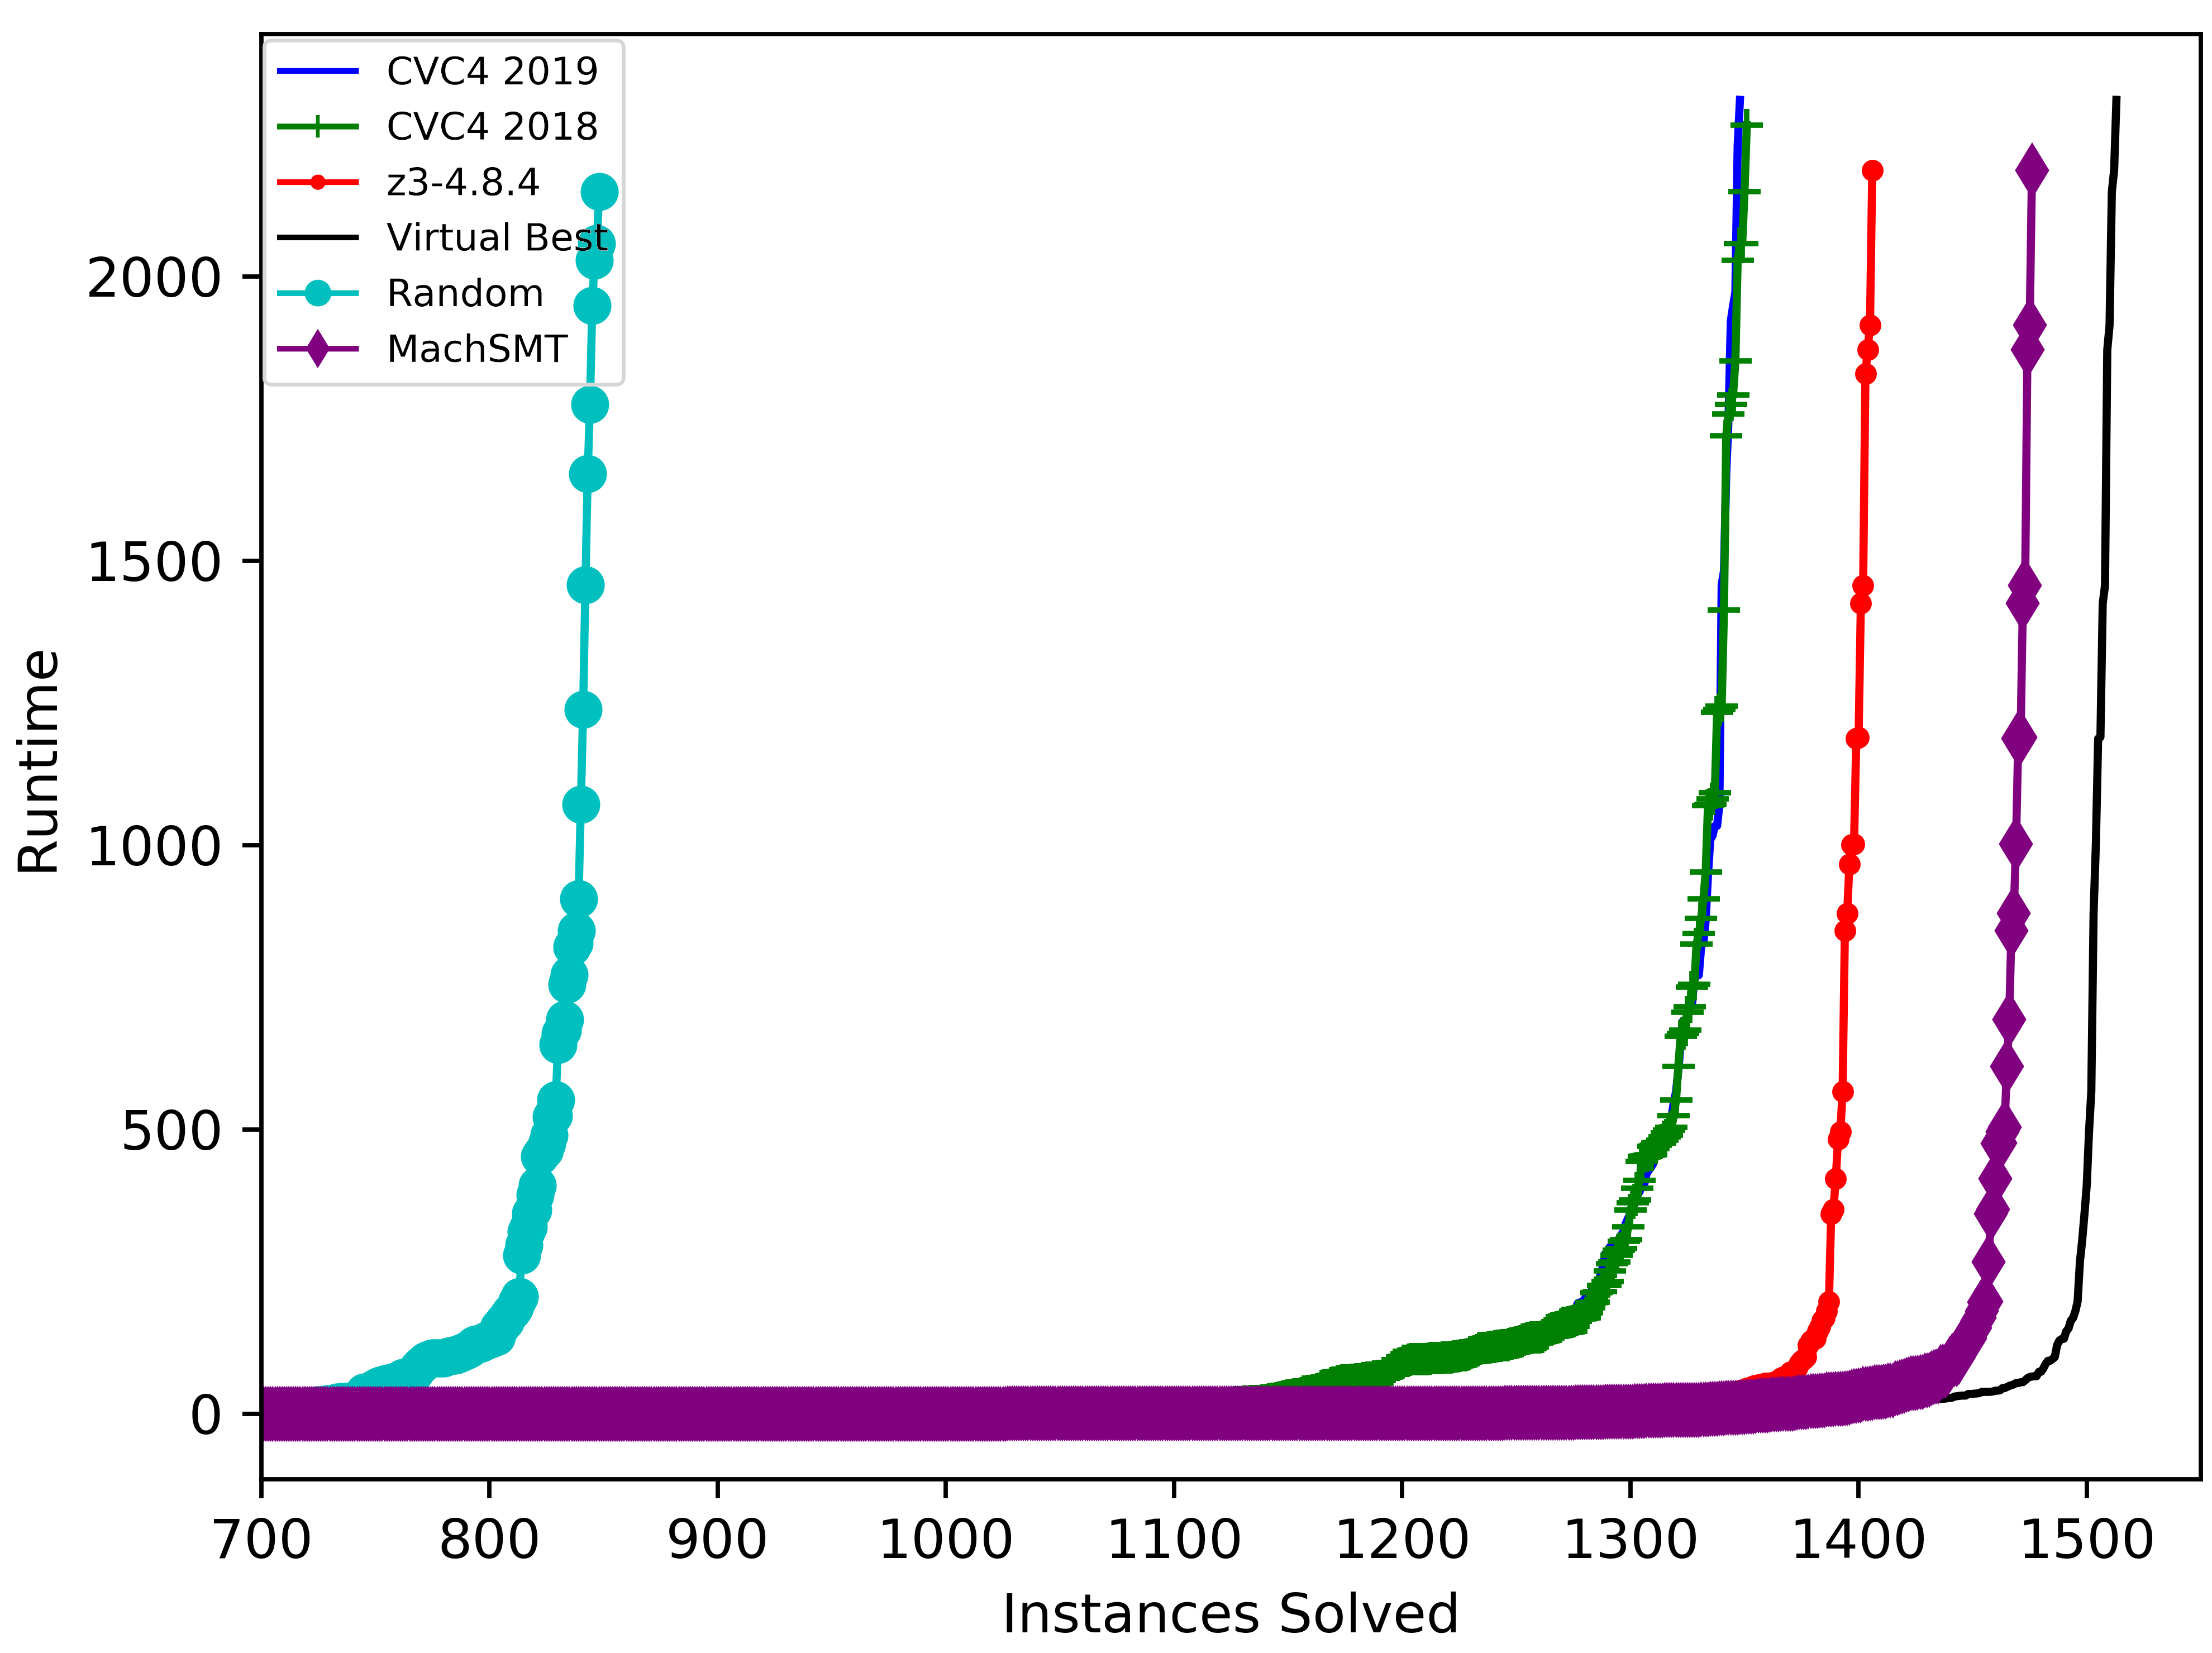 CVC4 2019
CVC4 2018
z3-4.8.4
Virtual Best
Random
MachSMT
2000
1500
1000
500
0
Runtime
700 800 900 1000 1100 1200 1300 1400 1500
Instances Solved